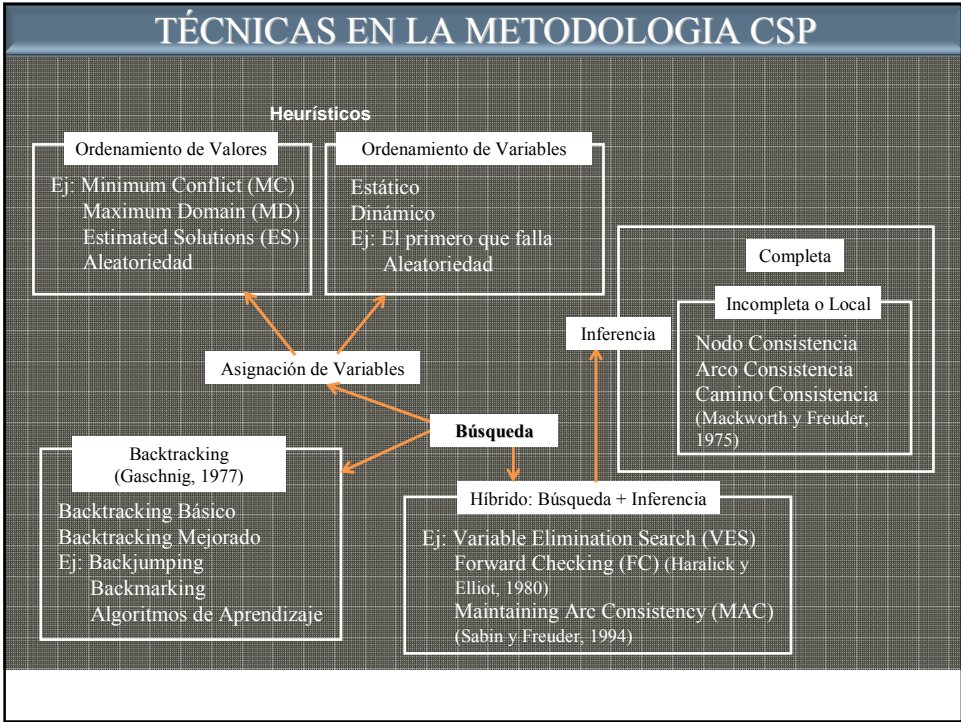 TÉCNICAS EN LA METODOLOGIA CSP
Heurísticos
Ordenamiento de Valores
Ej: Minimum Conflict (MC)
Maximum Domain (MD)
Estimated Solutions (ES)
Aleatoriedad
Ordenamiento de Variables
Estático
Dinámico
Ej: El primero que falla
Aleatoriedad
Completa
Incompleta o Local
Nodo Consistencia
Arco Consistencia
Camino Consistencia
(Mackworth y Freuder,
1975)
Inferencia
Asignación de Variables
Búsqueda
Backtracking
(Gaschnig, 1977)
Backtracking Básico
Backtracking Mejorado
Ej: Backjumping
Backmarking
Algoritmos de Aprendizaje
Híbrido: Búsqueda + Inferencia
Ej: Variable Elimination Search (VES)
Forward Checking (FC) (Haralick y
Elliot, 1980)
Maintaining Arc Consistency (MAC)
(Sabin y Freuder, 1994)